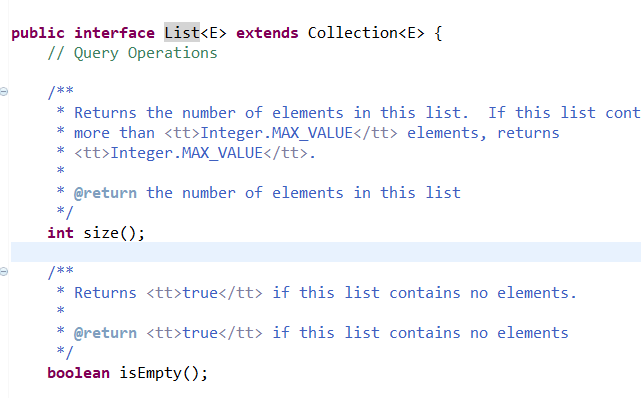 public interface List<E> extends Collection<E> {
// Query Operations
/**
* Returns the number of elements in this list.  If this list cont
* more than <tt>Integer.MAX_VALUE</tt> elements, returns
* <tt>Integer.MAX_VALUE</tt>.
*
* @return the number of elements in this list
*/
int size();
/**
* Returns <tt>true</tt> if this list contains no elements.
*
* @return <tt>true</tt> if this list contains no elements
*/
boolean isEmpty();